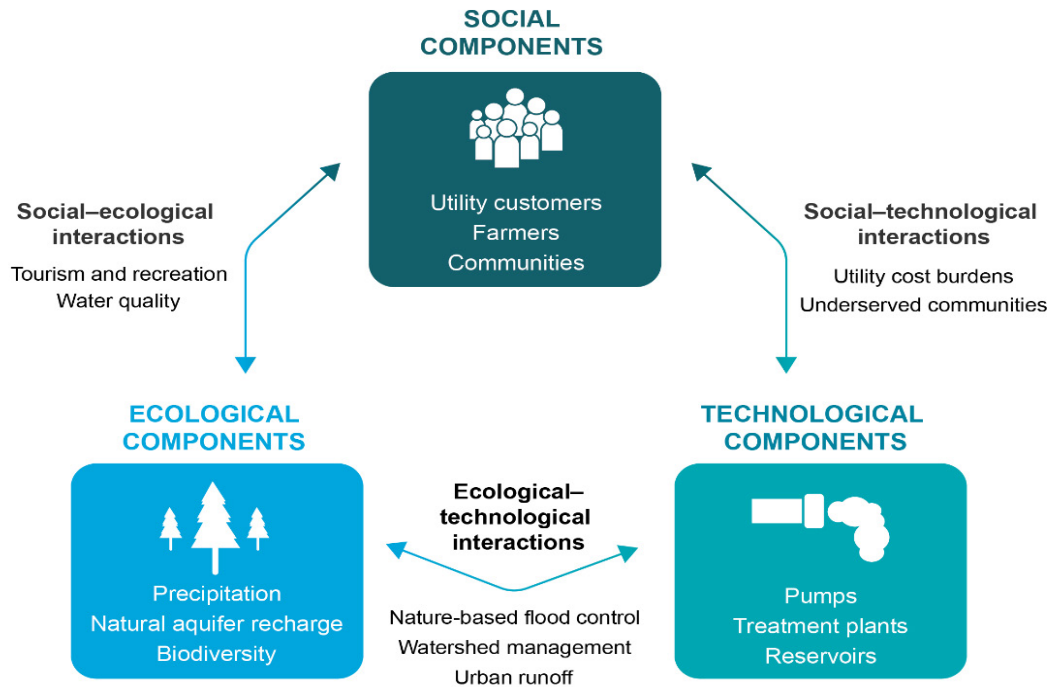 SOCIAL
COMPONENTS
Utility customers
Farmers
Communities
Social–ecological
interactions
Tourism and recreation
Water quality
Social–technological
interactions
Utility cost burdens
Underserved communities
ECOLOGICAL
COMPONENTS
Precipitation
Natural aquifer recharge
Biodiversity
Ecological–
technological
interactions
Nature-based flood control
Watershed management
Urban runoff
TECHNOLOGICAL
COMPONENTS
Pumps
Treatment plants
Reservoirs